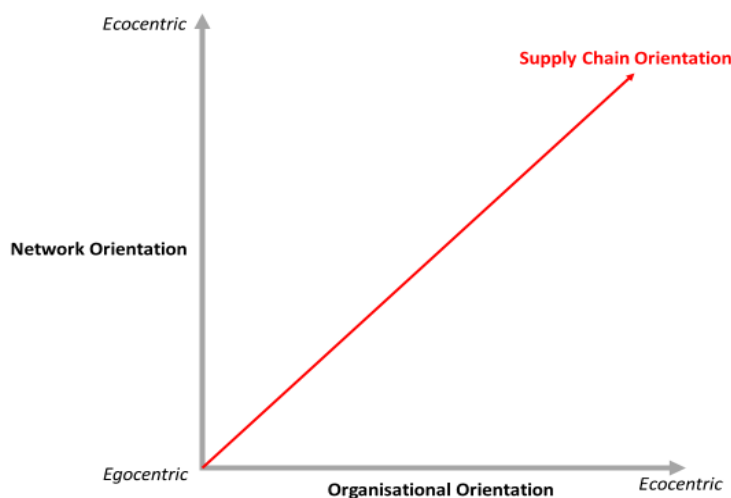 Ecocentric
Supply Chain Orientation
Network Orientation
Egocentric
Organisational Orientation
Ecocentric